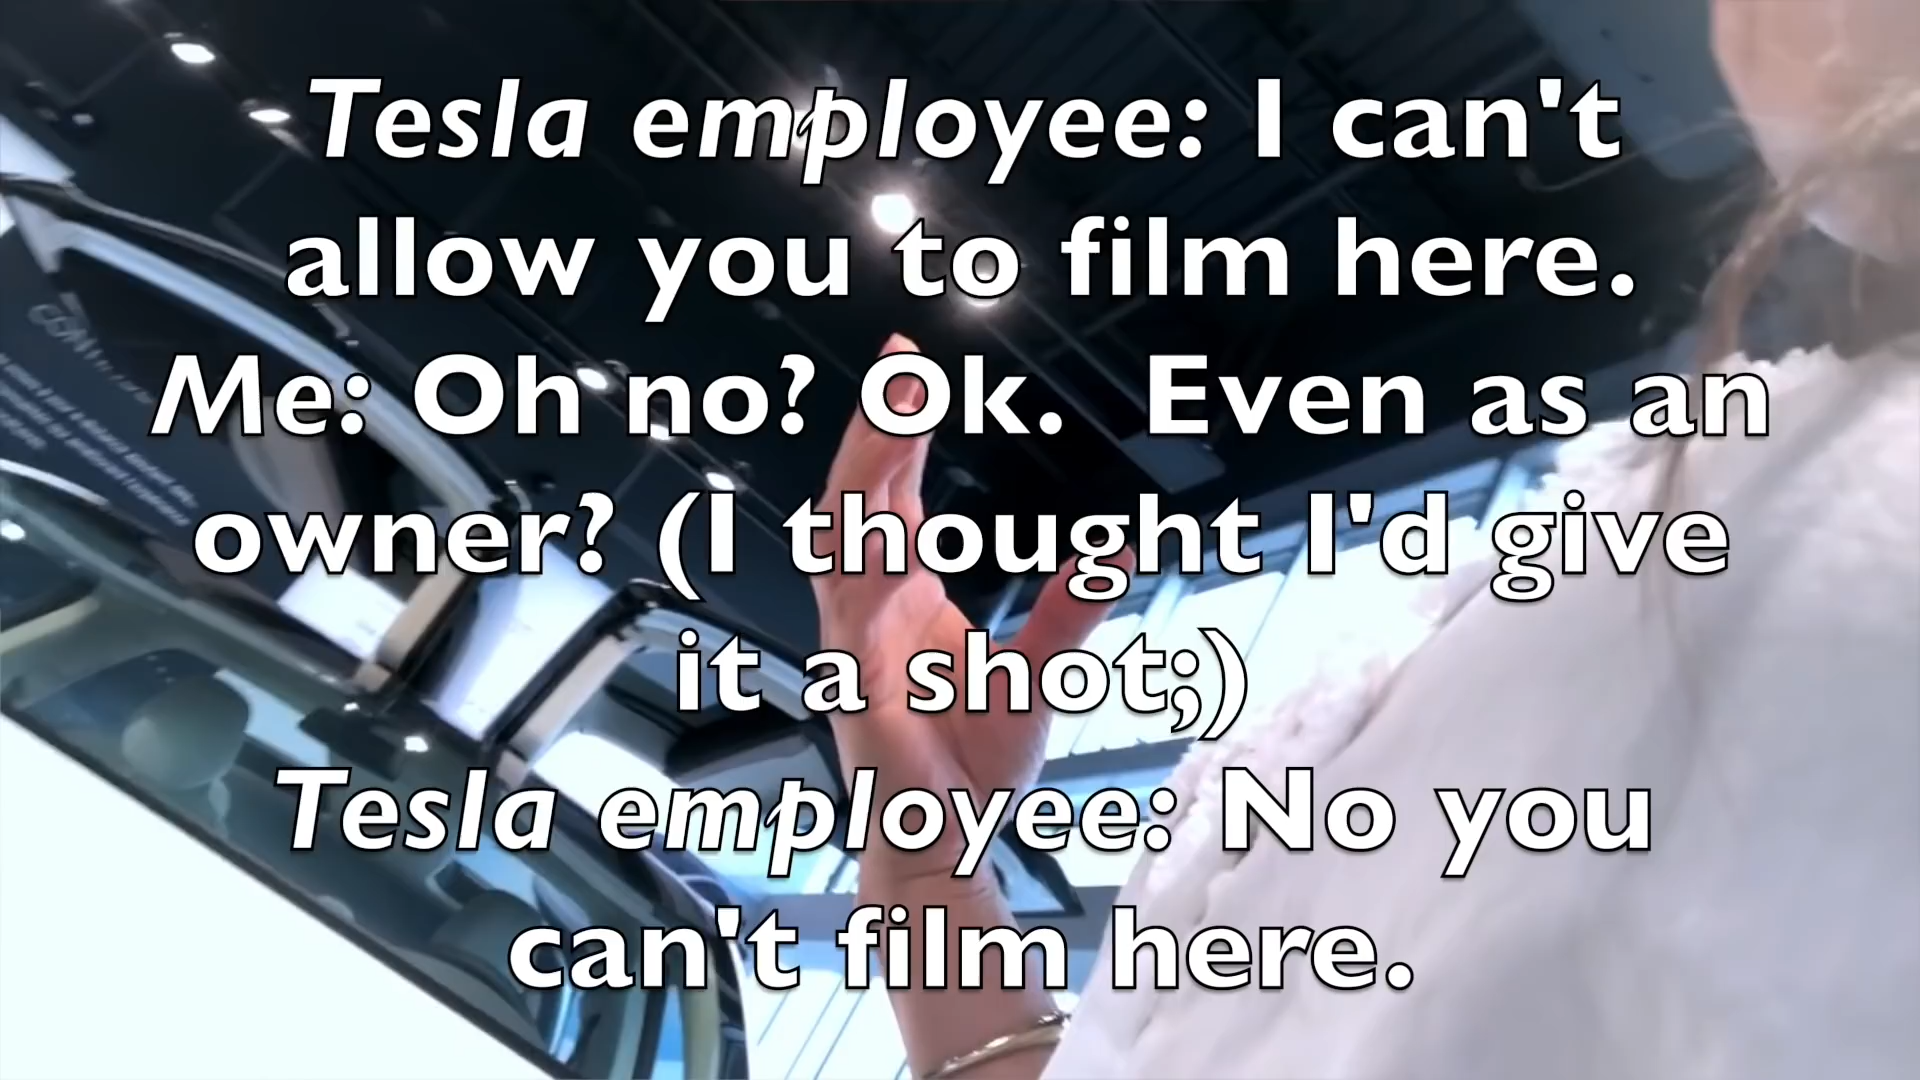 Tesla employee: I can't
allow you to film here.
Me: Oh no? Ok.  Even as an
owner? (I thought I'd give
it a shot;)
Tesla employee: No you
can't film here.